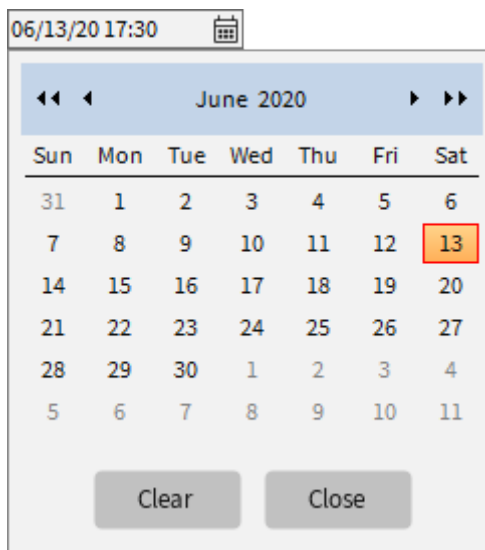 06/13/20 17:30
June 2020
Sun Mon Tue Wed Thu Fri Sat
31 1 2 3 4 5 6
7 8 9 10 11 12 13
14 15 16 17 18 19 20
21 22 23 24 25 26 27
28 29 30 1 2 3 4
5 6 7 8 9 10 11
Clear Close